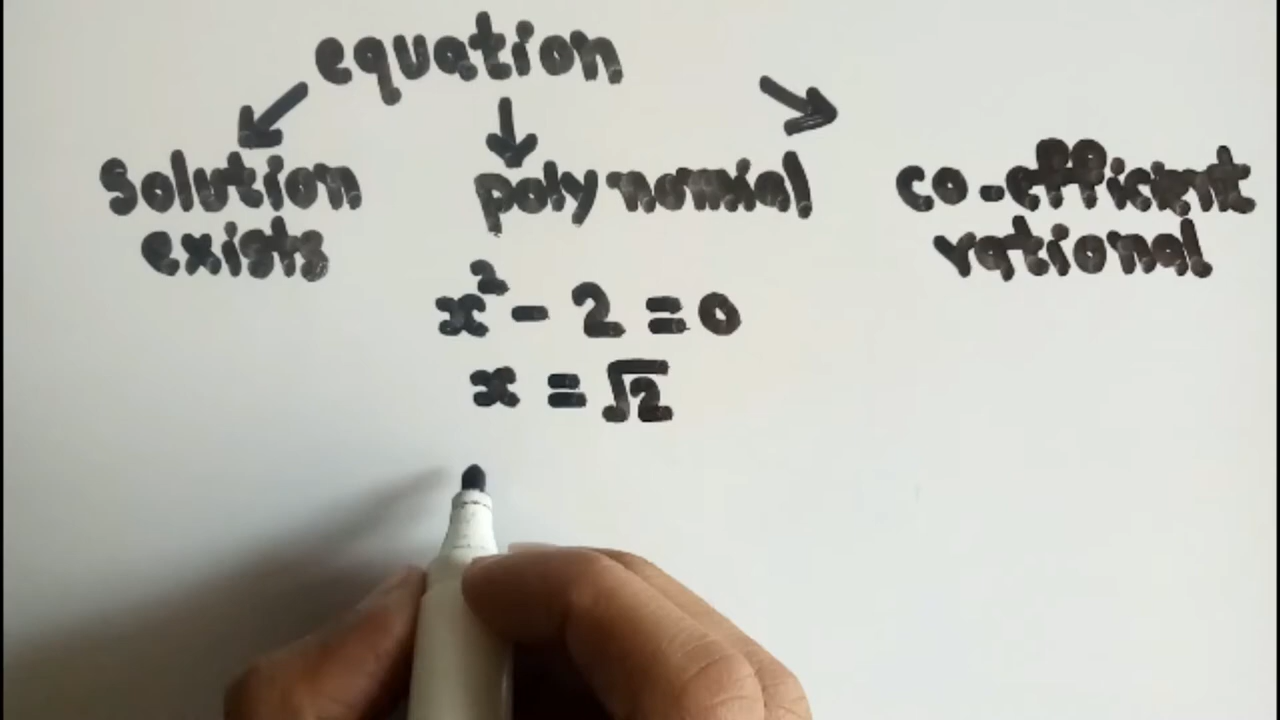 equation
Solution
exists
polynomial
co-efficient
rational
x² - 2 = 0
x = √2